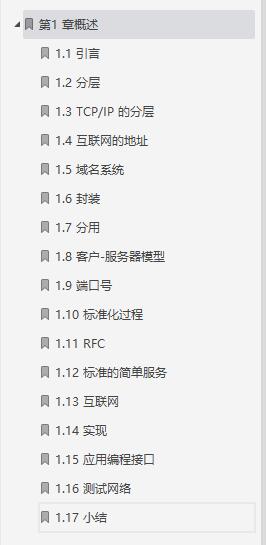 第1 章概述
1.1 引言
1.2 分层
1.3 TCP/IP 的分层
1.4 互联网的地址
1.5 域名系统
1.6 封装
1.7 分用
1.8 客户-服务器模型
1.9 端口号
1.10 标准化过程
1.11 RFC
1.12 标准的简单服务
1.13 互联网
1.14 实现
1.15 应用编程接口
1.16 测试网络
1.17 小结